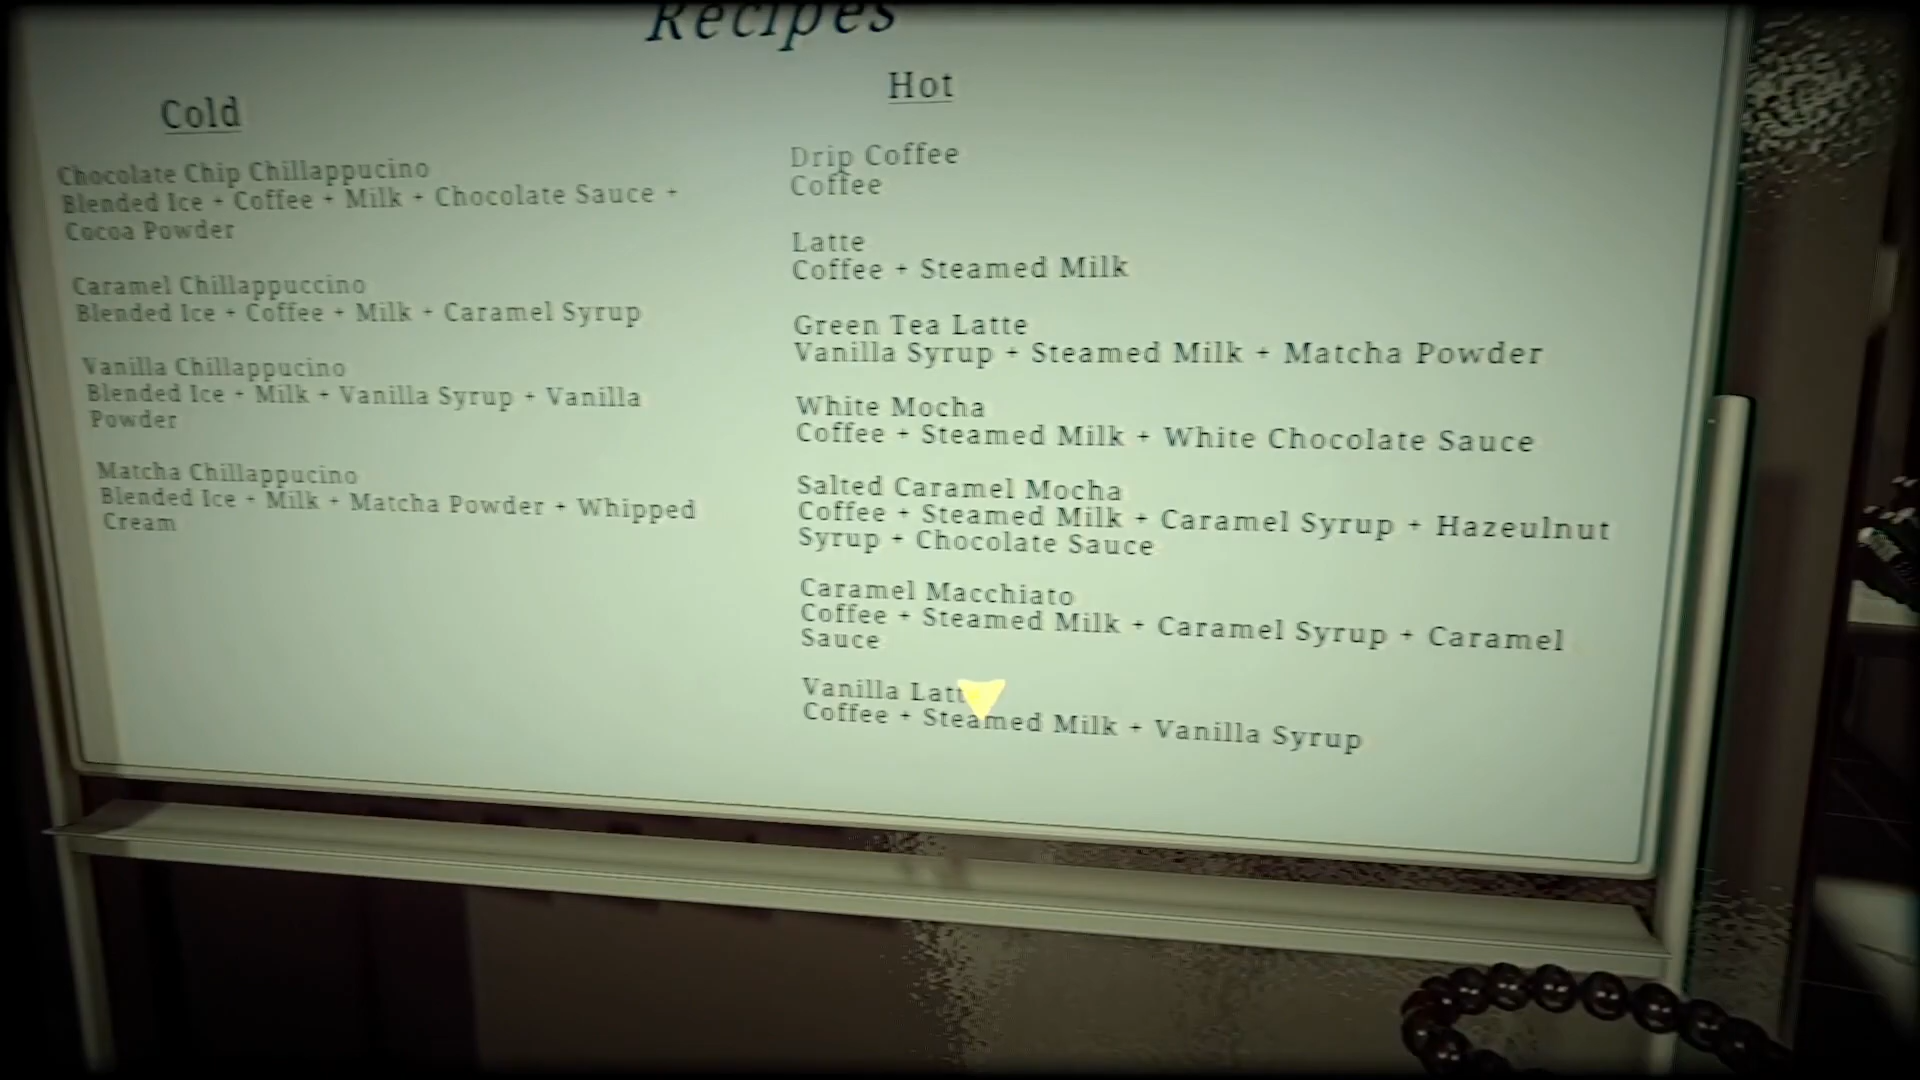 Recipes
Cold
Chocolate Chip Chillappucino
Blended Ice + Coffee + Milk + Chocolate Sauce +
Cocoa Powder
Caramel Chillappuccino
Blended Ice + Coffee + Milk + Caramel Syrup
Vanilla Chillappucino
Blended Ice + Milk + Vanilla Syrup + Vanilla
Powder
Matcha Chillappucino
Blended Ice + Milk + Matcha Powder + Whipped
Cream
Hot
Drip Coffee
Coffee
Latte
Coffee + Steamed Milk
Green Tea Latte
Vanilla Syrup + Steamed Milk + Matcha Powder
White Mocha
Coffee + Steamed Milk + White Chocolate Sauce
Salted Caramel Mocha
Coffee + Steamed Milk + Caramel Syrup + Hazeulnut
Syrup + Chocolate Sauce
Caramel Macchiato
Coffee + Steamed Milk + Caramel Syrup + Caramel
Sauce
Vanilla Latte
Coffee + Steamed Milk + Vanilla Syrup